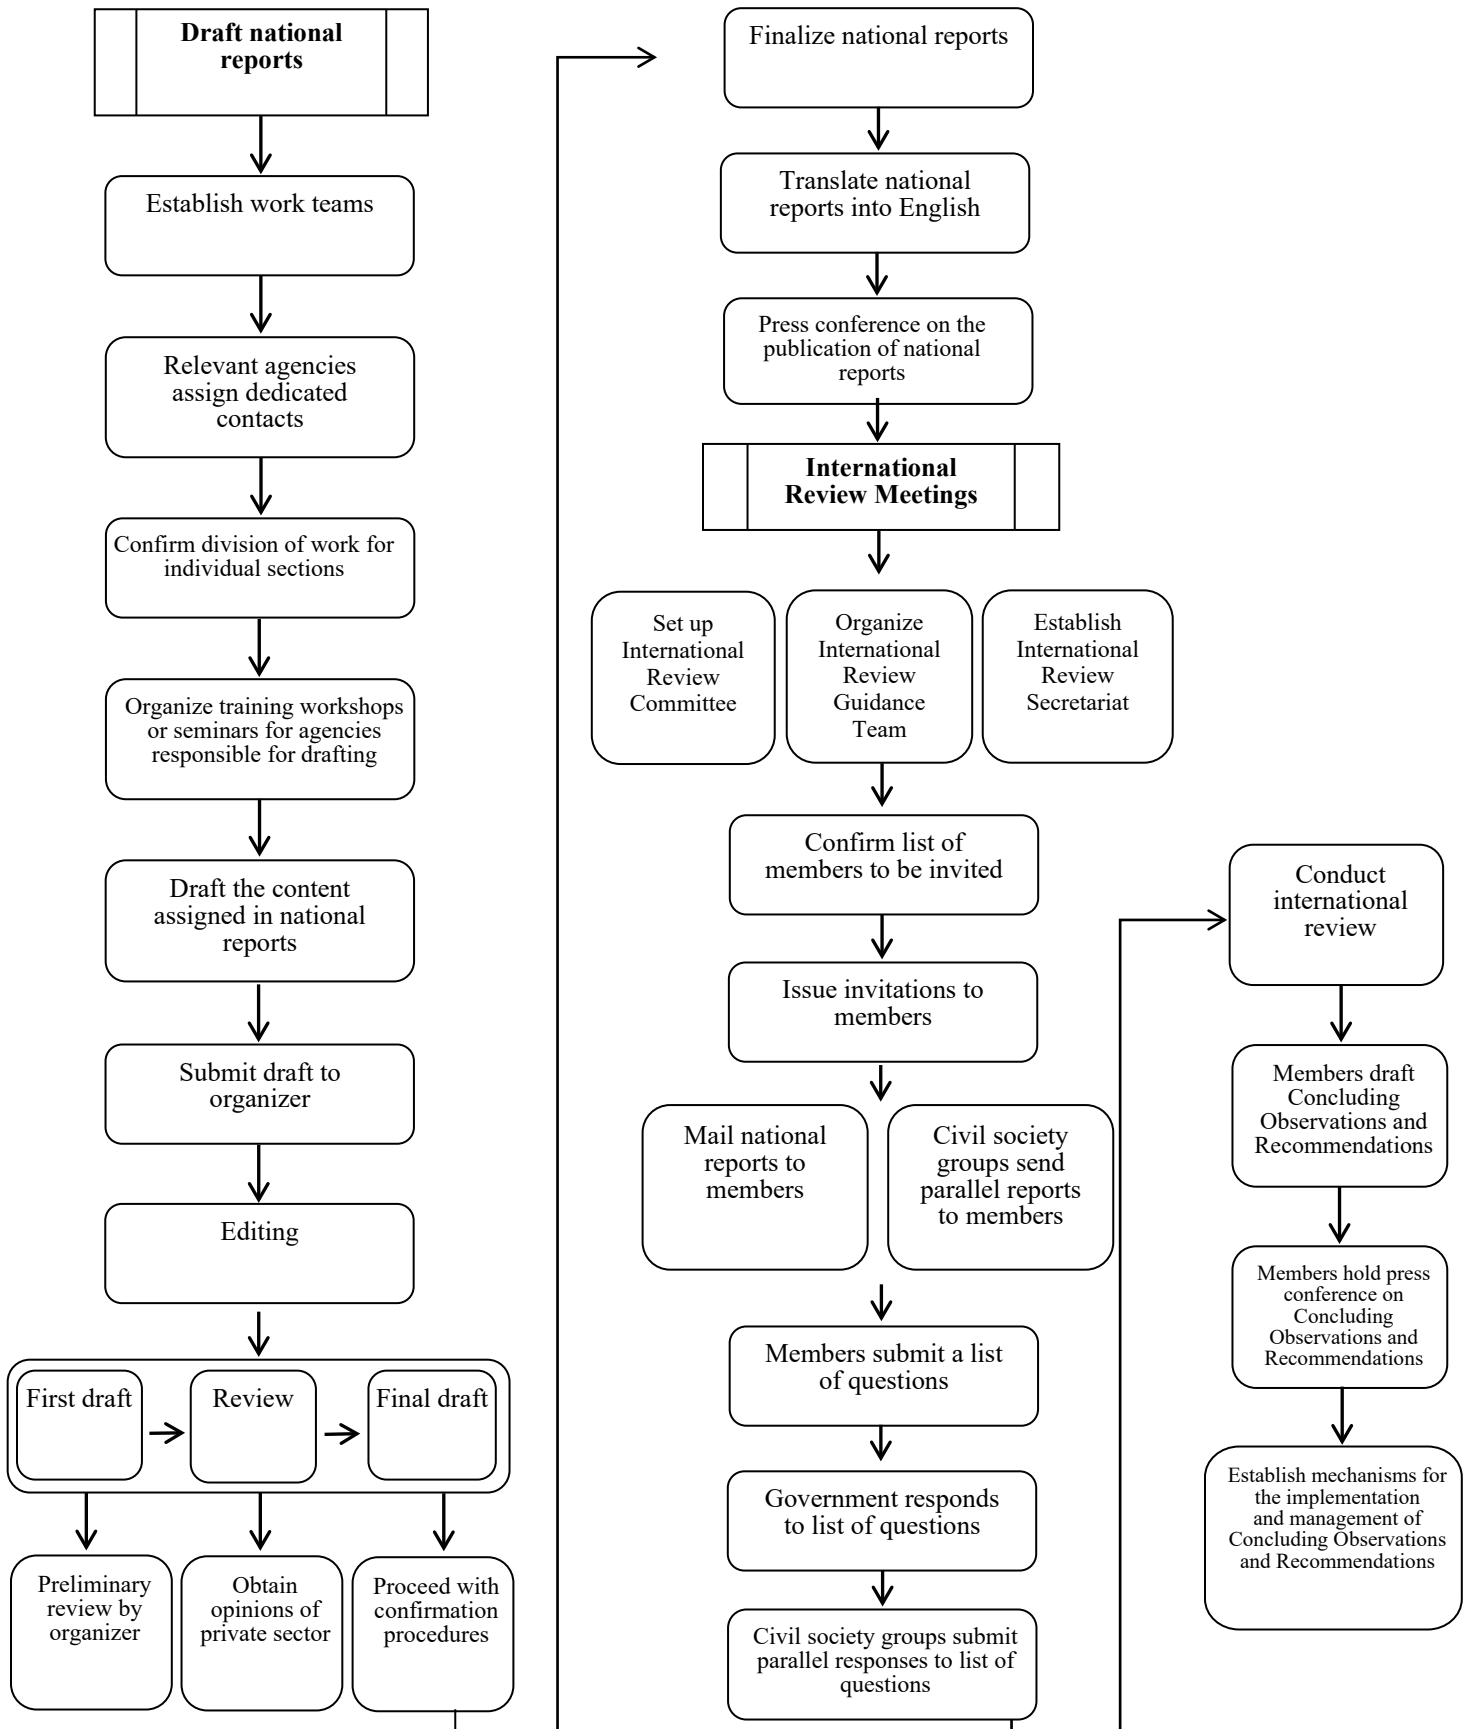 Draft national
reports
Establish work teams
Relevant agencies
assign dedicated
contacts
Confirm division of work for
individual sections
Organize training workshops
or seminars for agencies
responsible for drafting
Draft the content
assigned in national
reports
Submit draft to
organizer
Editing
First draft
Review
Final draft
Preliminary
review by
organizer
Obtain
opinions of
private sector
Proceed with
confirmation
procedures
Finalize national reports
Translate national
reports into English
Press conference on the
publication of national
reports
International
Review Meetings
Set up
International
Review
Committee
Organize
International
Review
Guidance
Team
Establish
International
Review
Secretariat
Confirm list of
members to be invited
Issue invitations to
members
Mail national
reports to
members
Civil society
groups send
parallel reports
to members
Members submit a list
of questions
Government responds
to list of questions
Civil society groups submit
parallel responses to list of
questions
Conduct
international
review
Members draft
Concluding
Observations and
Recommendations
Members hold press
conference on
Concluding
Observations and
Recommendations
Establish mechanisms for
the implementation
and management of
Concluding Observations
and Recommendations